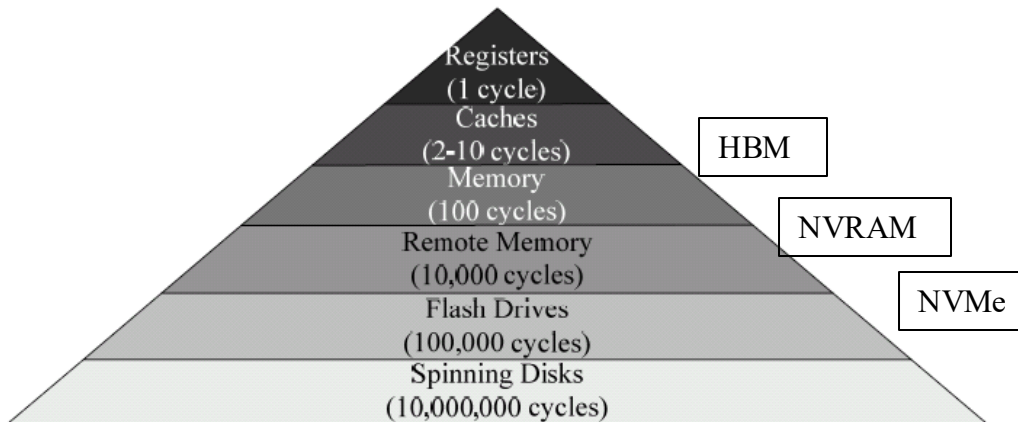 Registers
(1 cycle)
Caches
(2-10 cycles)
HBM
Memory
(100 cycles)
NVRAM
Remote Memory
(10,000 cycles)
NVMe
Flash Drives
(100,000 cycles)
Spinning Disks
(10,000,000 cycles)